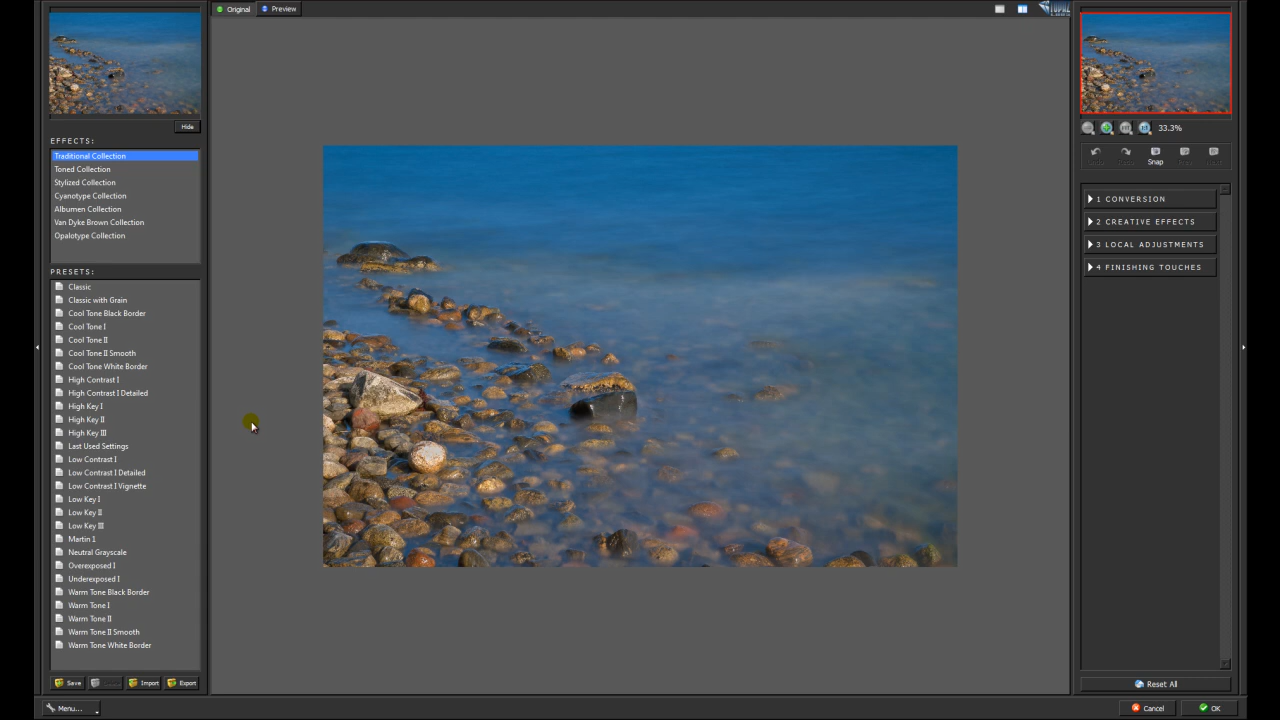 Original
Preview
TOPAZ
LABS
Hide
EFFECTS:
Traditional Collection
Toned Collection
Stylized Collection
Cyanotype Collection
Albumen Collection
Van Dyke Brown Collection
Opalotype Collection
PRESETS:
Classic
Classic with Grain
Cool Tone Black Border
Cool Tone I
Cool Tone II
Cool Tone II Smooth
Cool Tone White Border
High Contrast I
High Contrast I Detailed
High Key I
High Key II
High Key III
Last Used Settings
Low Contrast I
Low Contrast I Detailed
Low Contrast I Vignette
Low Key I
Low Key II
Low Key III
Martin 1
Neutral Grayscale
Overexposed I
Underexposed I
Warm Tone Black Border
Warm Tone I
Warm Tone II
Warm Tone II Smooth
Warm Tone White Border
Save
Import
Export
Menu...
33.3%
Snap
1 CONVERSION
2 CREATIVE EFFECTS
3 LOCAL ADJUSTMENTS
4 FINISHING TOUCHES
Reset All
Cancel
OK